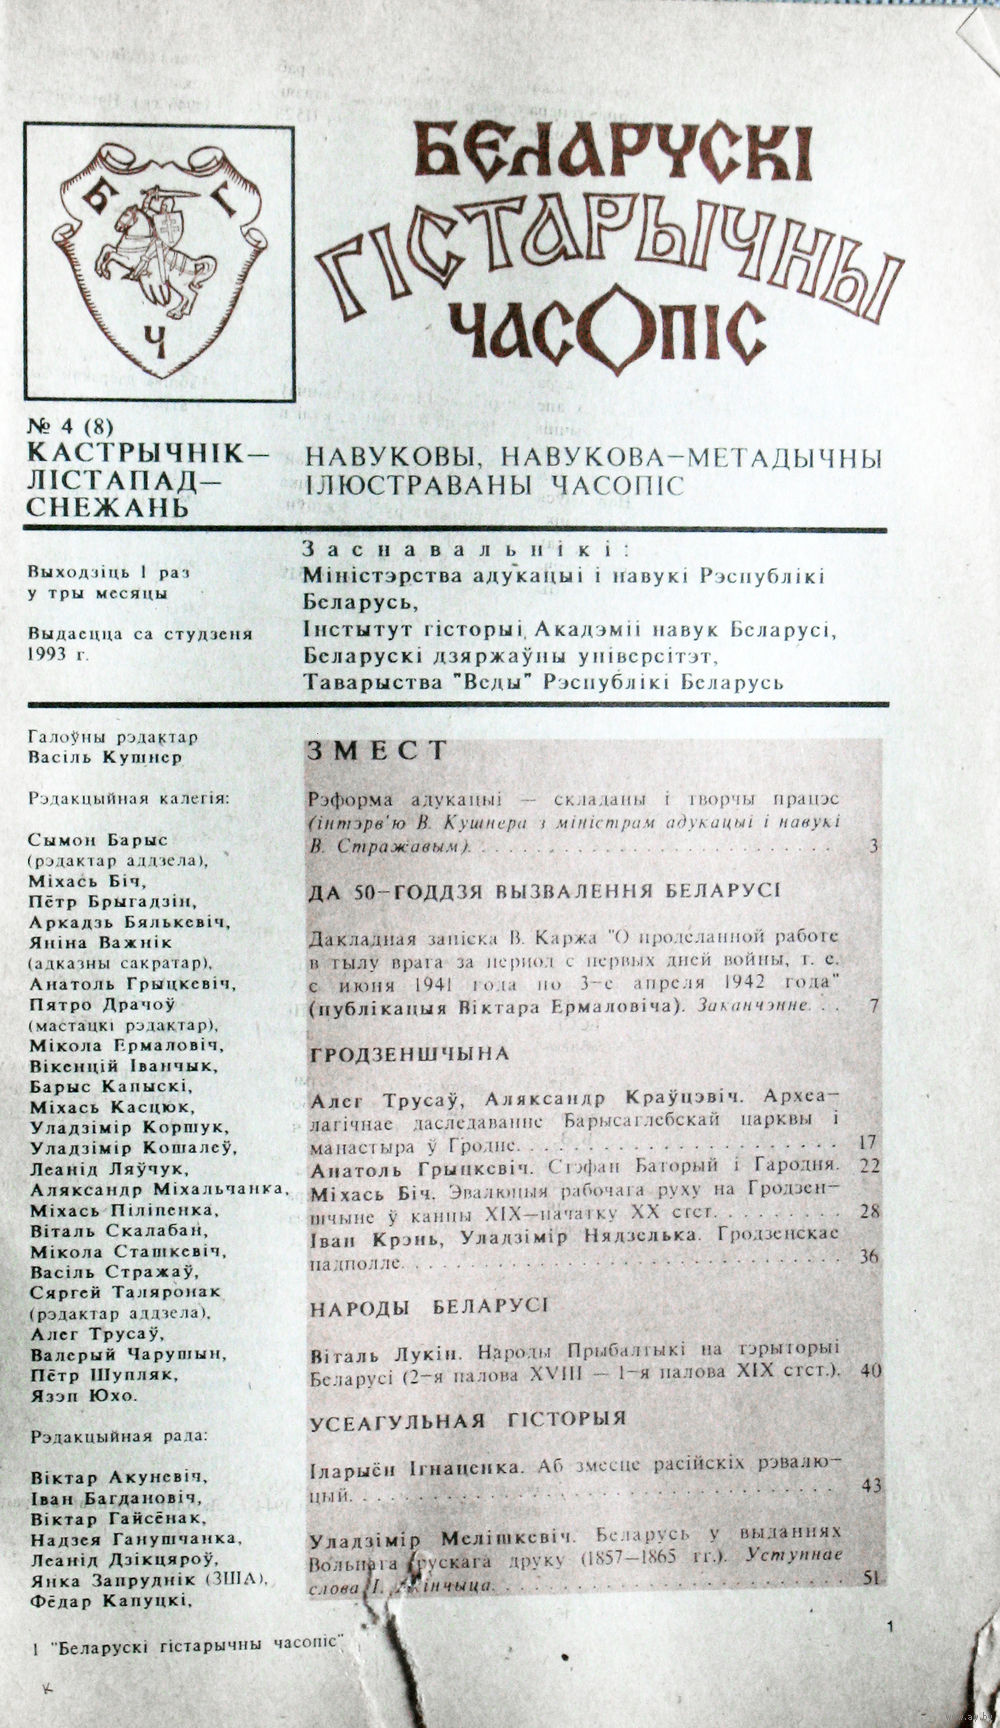 Б Г
Ч
БЕЛАРУСКІ
ГІСТАРЫЧНЫ
ЧАСОПІС
№ 4 (8)
КАСТРЫЧНІК—
ЛІСТАПАД—
СНЕЖАНЬ
НАВУКОВЫ, НАВУКОВА—МЕТАДЫЧНЫ
ІЛЮСТРАВАНЫ ЧАСОПІС
Выходзіць 1 раз
у тры месяцы
Выдаецца са студзеня
1993 г.
Заснавальнікі:
Міністэрства адукацыі і навукі Рэспублікі
Беларусь,
Інстытут гісторыі Акадэміі навук Беларусі,
Беларускі дзяржаўны універсітэт,
Таварыства "Веды" Рэспублікі Беларусь
Галоўны рэдактар
Васіль Кушнер
Рэдакцыйная калегія:
Сымон Барыс
(рэдактар аддзела),
Міхась Біч,
Пётр Брыгадзін,
Аркадзь Бялькевіч,
Яніна Важнік
(адказны сакратар),
Анатоль Грыцкевіч,
Пятро Драчоў
(мастацкі рэдактар),
Мікола Ермаловіч,
Вікенцій Іванчык,
Барыс Капыскі,
Міхась Касцюк,
Уладзімір Коршук,
Уладзімір Кошалеў,
Леанід Ляўчук,
Аляксандр Міхальчанка,
Міхась Піліпенка,
Віталь Скалабан,
Мікола Сташкевіч,
Васіль Стражаў,
Сяргей Таляронак
(рэдактар аддзела),
Алег Трусаў,
Валерый Чарушын,
Пётр Шупляк,
Язэп Юхо.
Рэдакцыйная рада:
Віктар Акуневіч,
Іван Багдановіч,
Віктар Гайсёнак,
Надзея Ганушчанка,
Леанід Дзікцяроў,
Янка Запруднік (ЗША),
Фёдар Капуцкі,
ЗМЕСТ
Рэформа адукацыі — складаны і творчы працэс
(інтэрв'ю В. Кушнера з міністрам адукацыі і навукі
В. Стражавым). . . . . . . . . . . . . . . . . . . . . . . . . . . . 3
ДА 50—ГОДДЗЯ ВЫЗВАЛЕННЯ БЕЛАРУСІ
Дакладная запіска В. Каржа "О проделанной работе
в тылу врага за период с первых дней войны, т. е.
с июня 1941 года по 3—е апреля 1942 года"
(публікацыя Віктара Ермаловіча). Заканчэнне. . . 7
ГРОДЗЕНШЧЫНА
Алег Трусаў, Аляксандр Краўцэвіч. Археа—
лагічнае даследаванне Барысаглебскай царквы і
манастыра ў Гродне. . . . . . . . . . . . . . . . . . . . . . . 17
Анатоль Грыцкевіч. Стэфан Баторый і Гародня. 22
Міхась Біч. Эвалюцыя рабочага руху на Гродзен—
шчыне ў канцы XIX—пачатку XX стст. . . . . . . . . 28
Іван Крэнь, Уладзімір Нядзелька. Гродзенскае
падполле. . . . . . . . . . . . . . . . . . . . . . . . . . . . . . . . 36
НАРОДЫ БЕЛАРУСІ
Віталь Лукін. Народы Прыбалтыкі на тэрыторыі
Беларусі (2—я палова XVIII — 1—я палова XIX стст.). 40
УСЕАГУЛЬНАЯ ГІСТОРЫЯ
Іларыён Ігнаценка. Аб змесце расійскіх рэвалю—
цый. . . . . . . . . . . . . . . . . . . . . . . . . . . . . . . . . . . . 43
Уладзімір Мелішкевіч. Беларусь у выданнях
Вольнага рускага друку (1857—1865 гг.). Уступнае
слова І. . . . . . . . . . . . . . . . . . . . . . . . . . . . . . . . . 51
1 "Беларускі гістарычны часопіс"
1